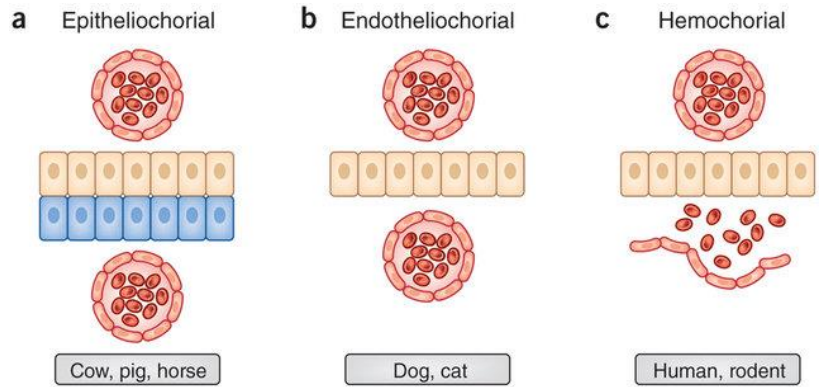 a Epitheliochorial
b Endotheliochorial
c Hemochorial
Cow, pig, horse
Dog, cat
Human, rodent